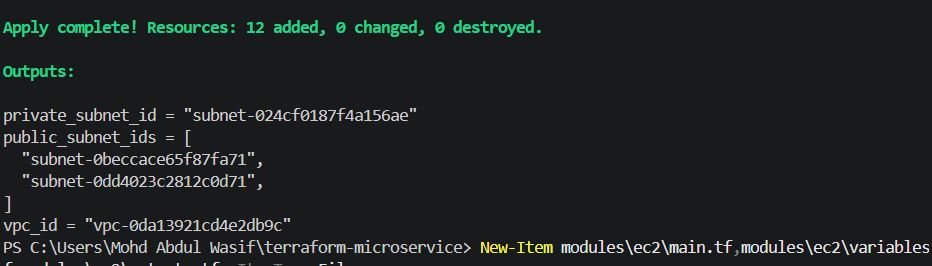 Apply complete! Resources: 12 added, 0 changed, 0 destroyed.
Outputs:
private_subnet_id = "subnet-024cf0187f4a156ae"
public_subnet_ids = [
"subnet-0beccace65f87fa71",
"subnet-0dd4023c2812c0d71",
]
vpc_id = "vpc-0da13921cd4e2db9c"
PS C:\Users\Mohd Abdul Wasif\terraform-microservice> New-Item modules\ec2\main.tf,modules\ec2\variables